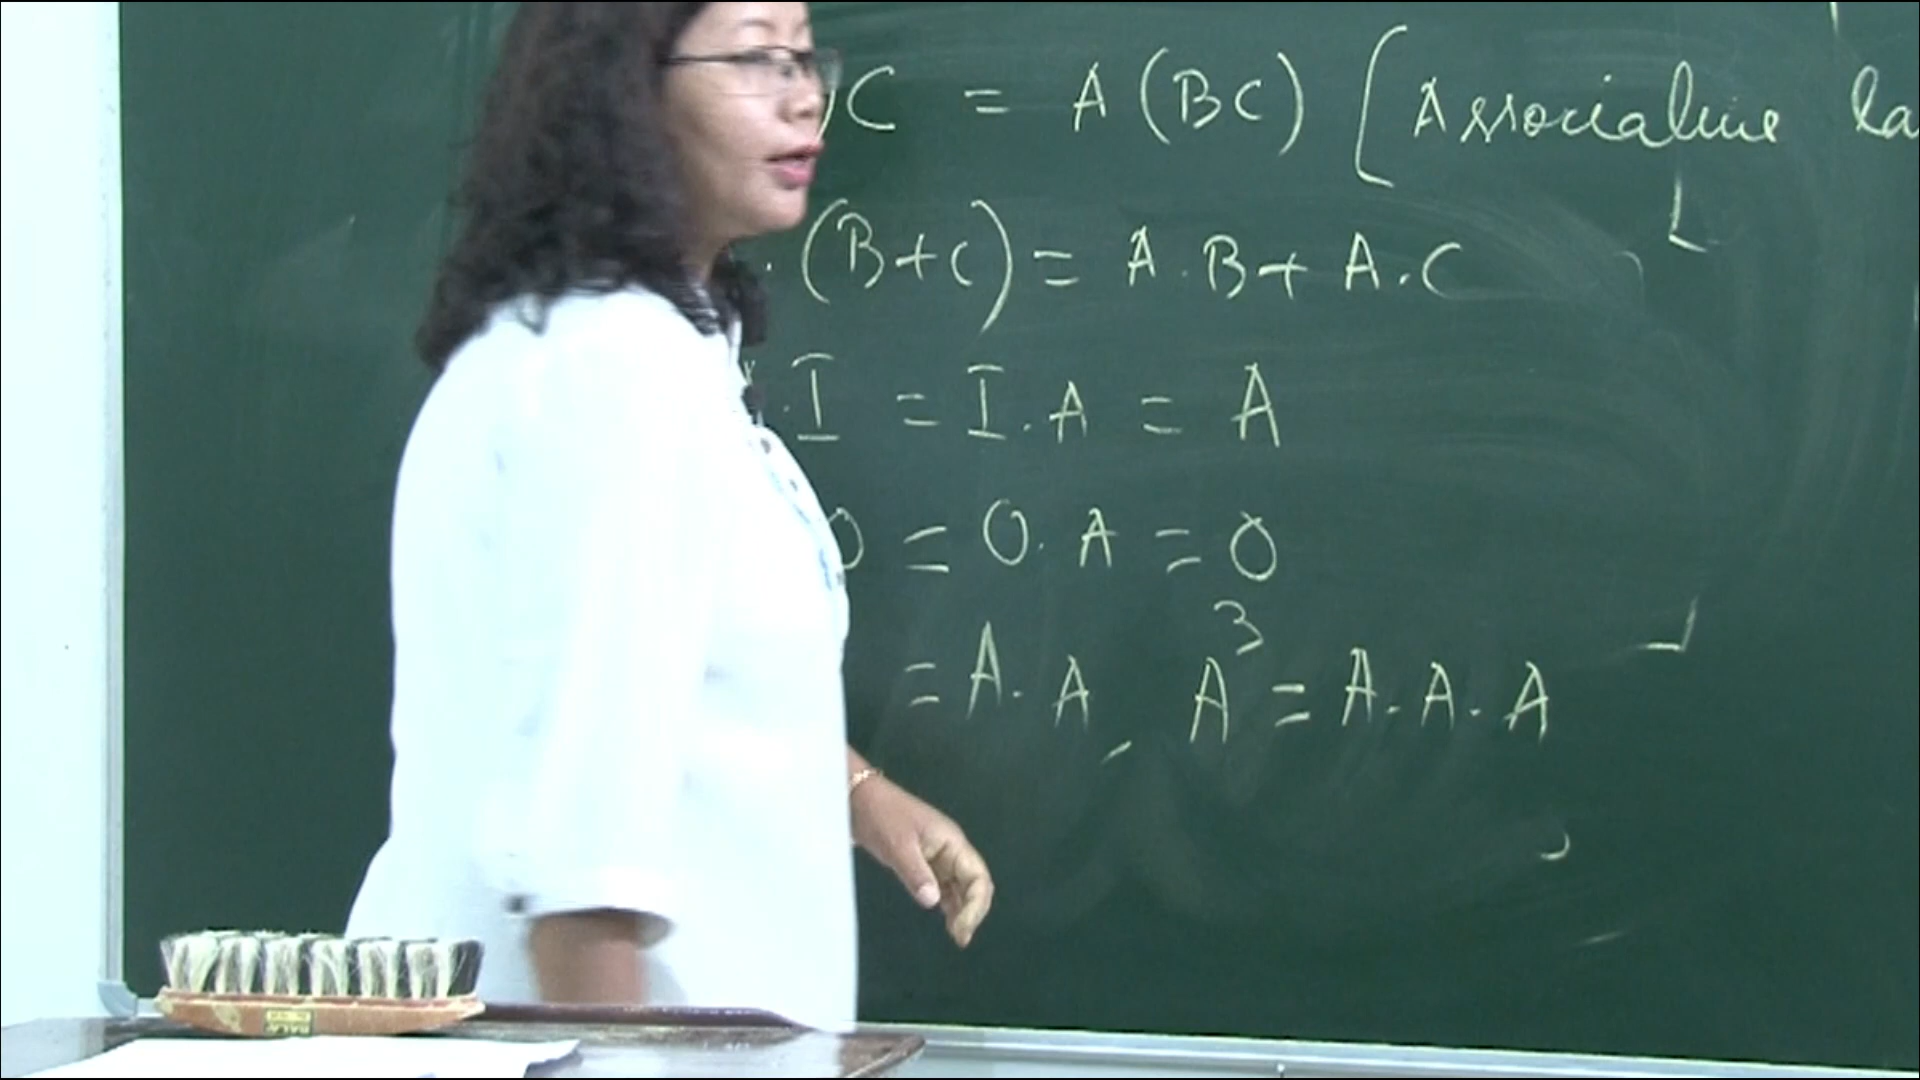 )C = A (BC) [Associative la
. (B+C) = A . B + A . C
. I = I . A = A
0 = 0 . A = 0
= A . A , A³ = A . A . A